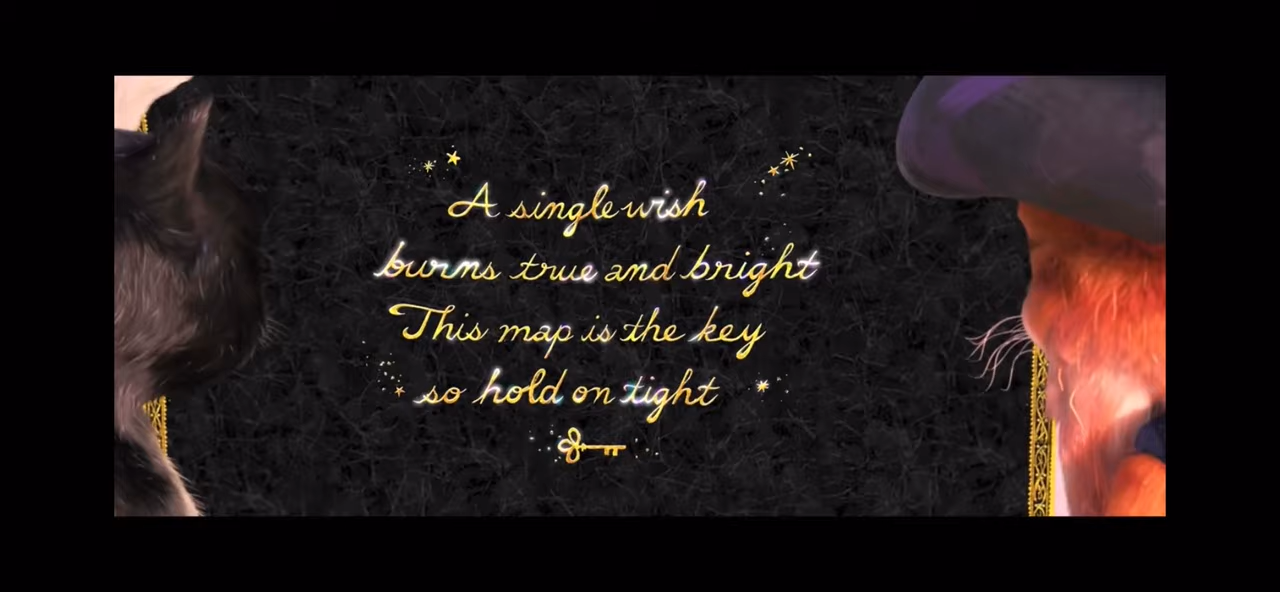 A single wish
burns true and bright
This map is the key
so hold on tight